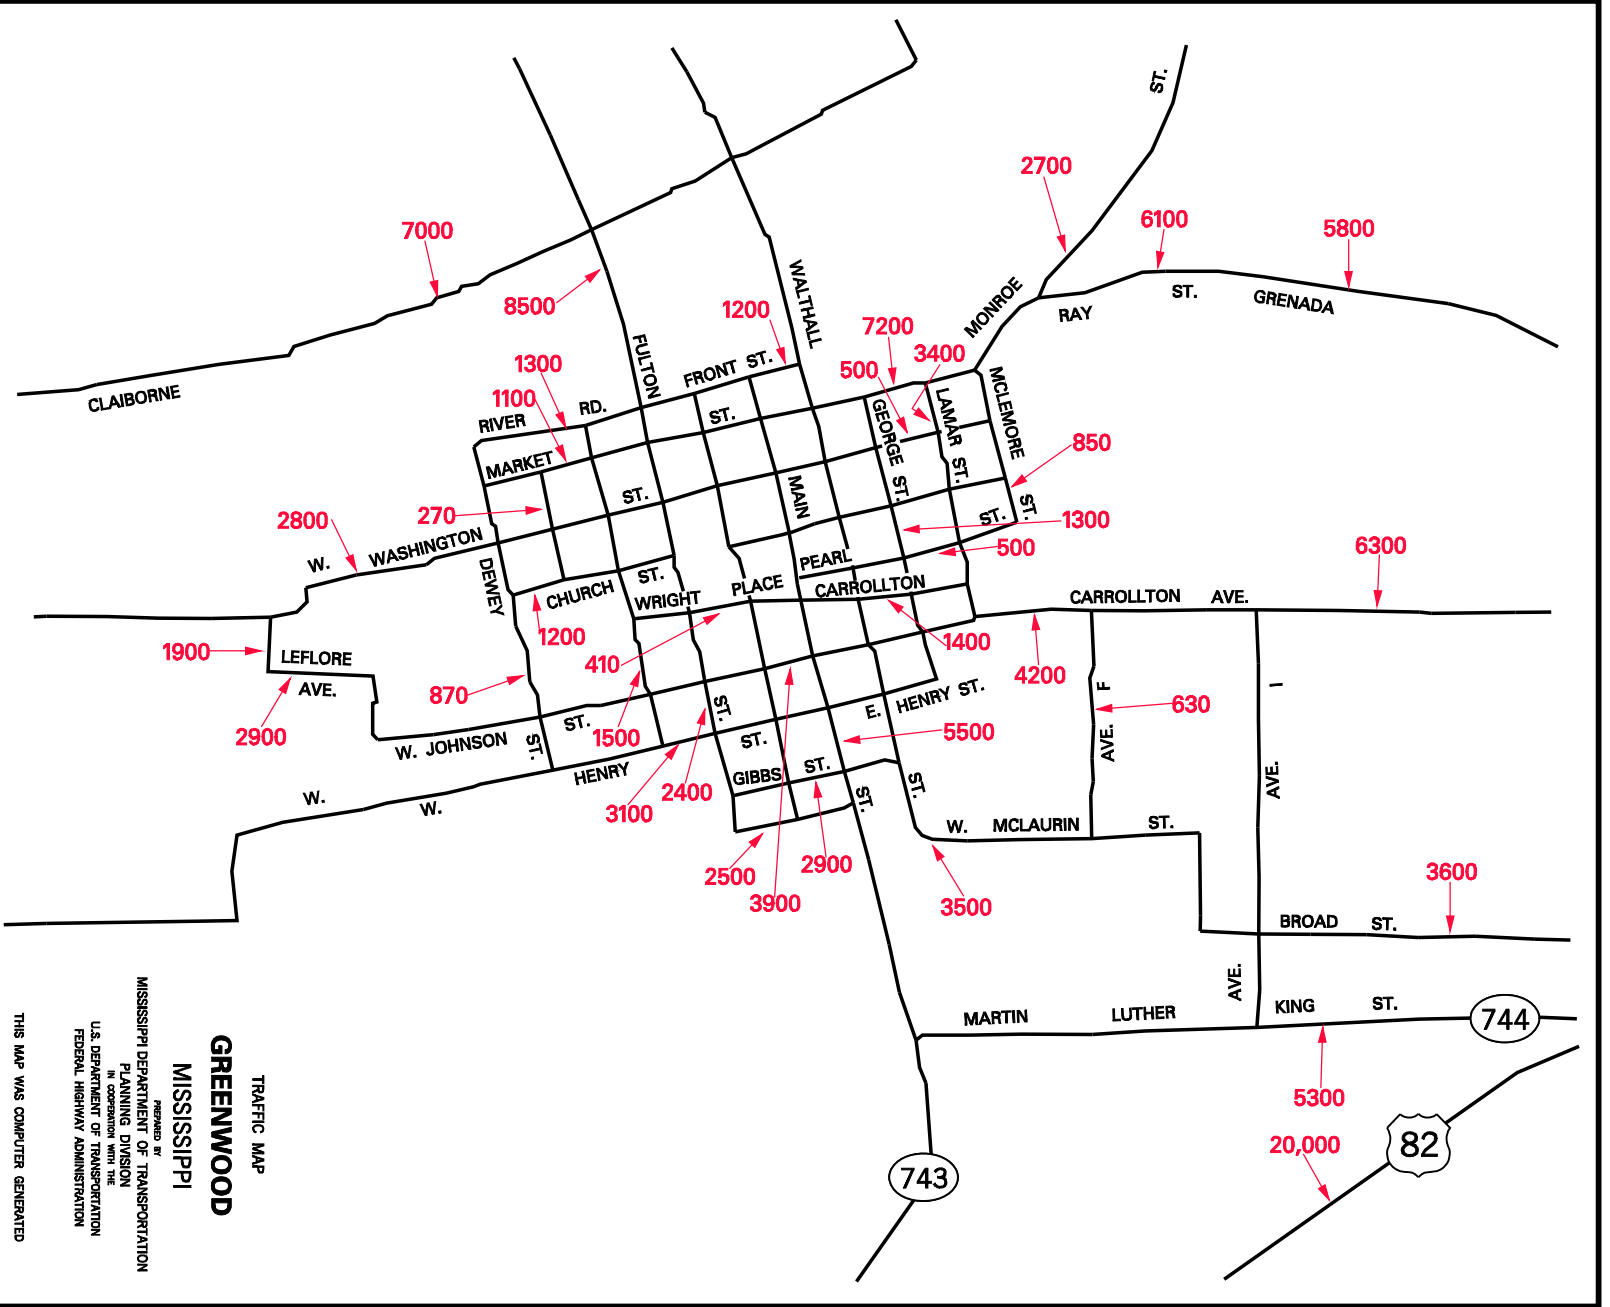 ST.
2700
6100
5800
7000
8500
WALTHALL
1200
MONROE
RAY
ST.
GRENADA
7200
3400
500
FULTON
FRONT ST.
1300
1100
CLAIBORNE
RIVER RD.
ST.
GEORGE ST.
LAMAR ST.
MCLEMORE ST.
850
MARKET
ST.
MAIN
270
1300
500
ST.
2800
W. WASHINGTON
DEWEY
CHURCH ST.
WRIGHT PLACE
PEARL
CARROLLTON
6300
CARROLLTON AVE.
1200
1900
LEFLORE
AVE.
410
1400
4200
870
2900
1500
ST.
E. HENRY ST.
5500
AVE. F
630
AVE. I
W. JOHNSON ST.
ST.
ST.
HENRY
GIBBS ST.
ST.
ST.
W.
W.
3100
2400
2500
2900
3900
3500
W. MCLAURIN ST.
3600
BROAD ST.
AVE.
MARTIN LUTHER KING ST.
744
5300
20,000
82
743
TRAFFIC MAP
GREENWOOD
MISSISSIPPI
PREPARED BY
MISSISSIPPI DEPARTMENT OF TRANSPORTATION
PLANNING DIVISION
IN COOPERATION WITH THE
U.S. DEPARTMENT OF TRANSPORTATION
FEDERAL HIGHWAY ADMINISTRATION
THIS MAP WAS COMPUTER GENERATED